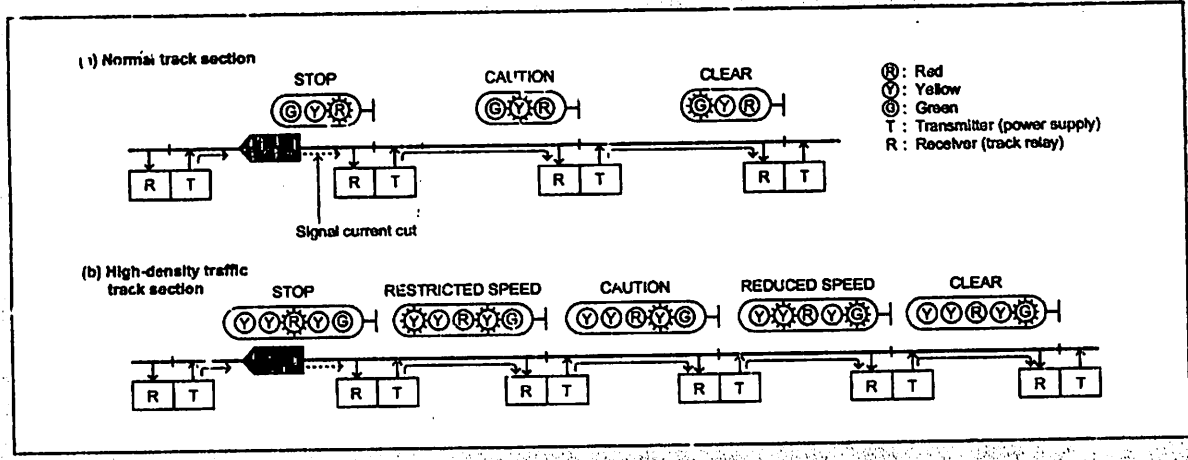 (a) Normal track section
STOP
CAUTION
CLEAR
G Y R
G Y R
G Y R
R : Red
Y : Yellow
G : Green
T : Transmitter (power supply)
R : Receiver (track relay)
R T
R T
R T
R T
Signal current cut
(b) High-density traffic
track section
STOP
RESTRICTED SPEED
CAUTION
REDUCED SPEED
CLEAR
Y Y R Y G
Y Y R Y G
Y Y R Y G
Y Y R Y G
Y Y R Y G
R T
R T
R T
R T
R T
R T